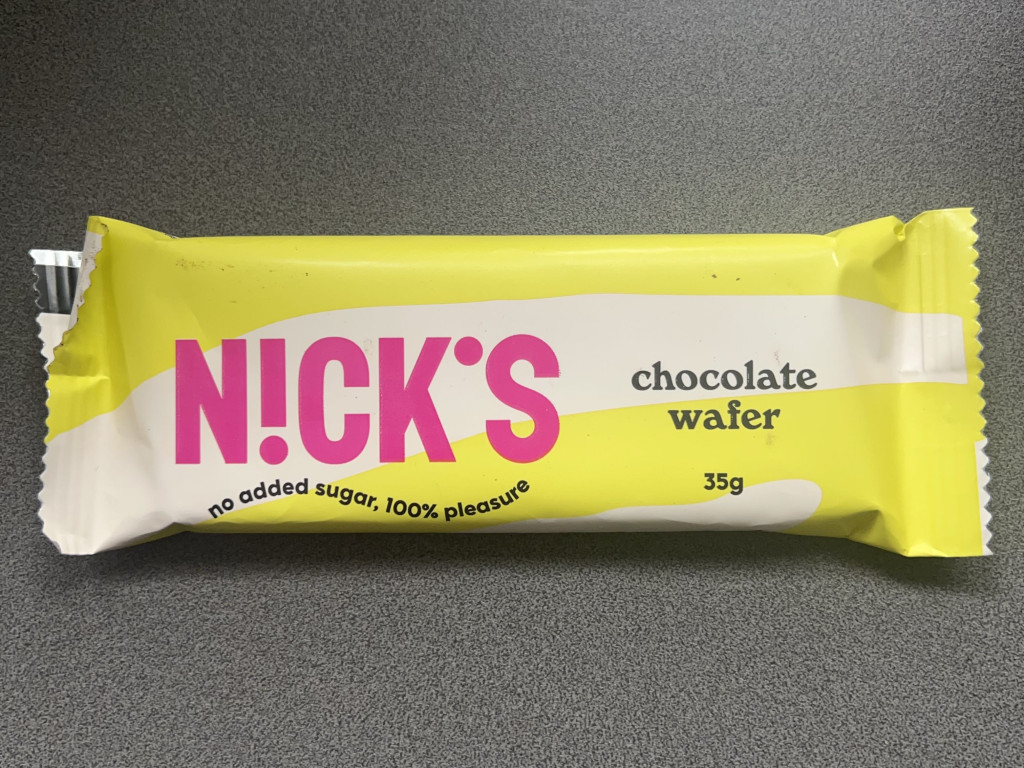 N!CK'S
no added sugar, 100% pleasure
chocolate
wafer
35g